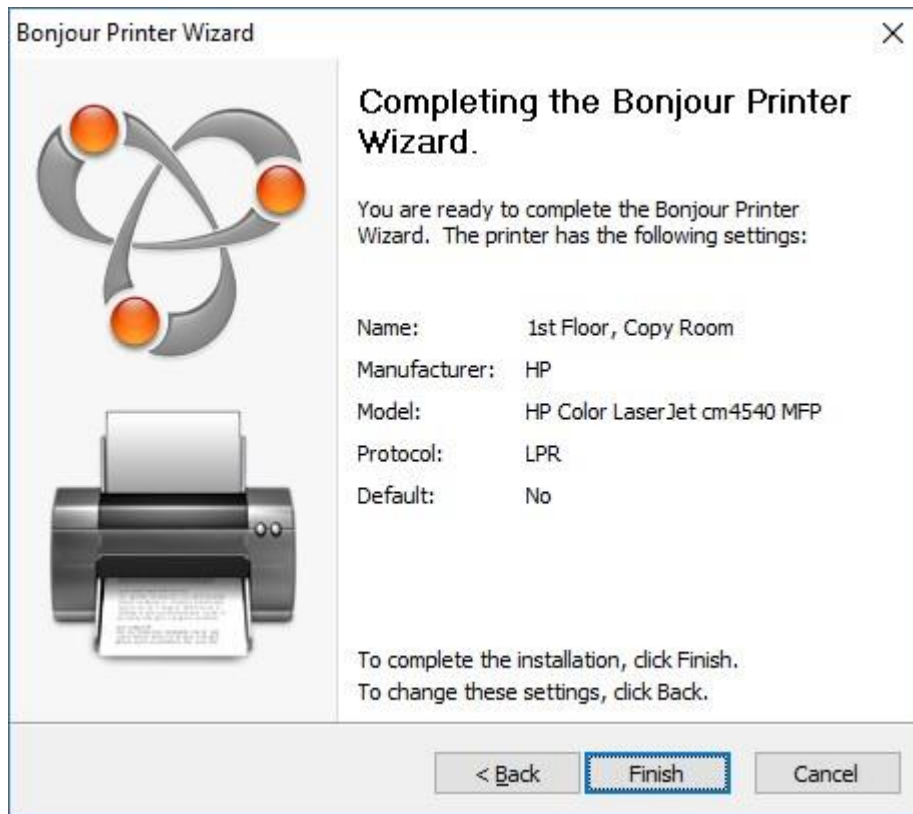 Bonjour Printer Wizard
Completing the Bonjour Printer
Wizard.
You are ready to complete the Bonjour Printer
Wizard. The printer has the following settings:
Name: 1st Floor, Copy Room
Manufacturer: HP
Model: HP Color LaserJet cm4540 MFP
Protocol: LPR
Default: No
To complete the installation, click Finish.
To change these settings, click Back.
< Back Finish Cancel